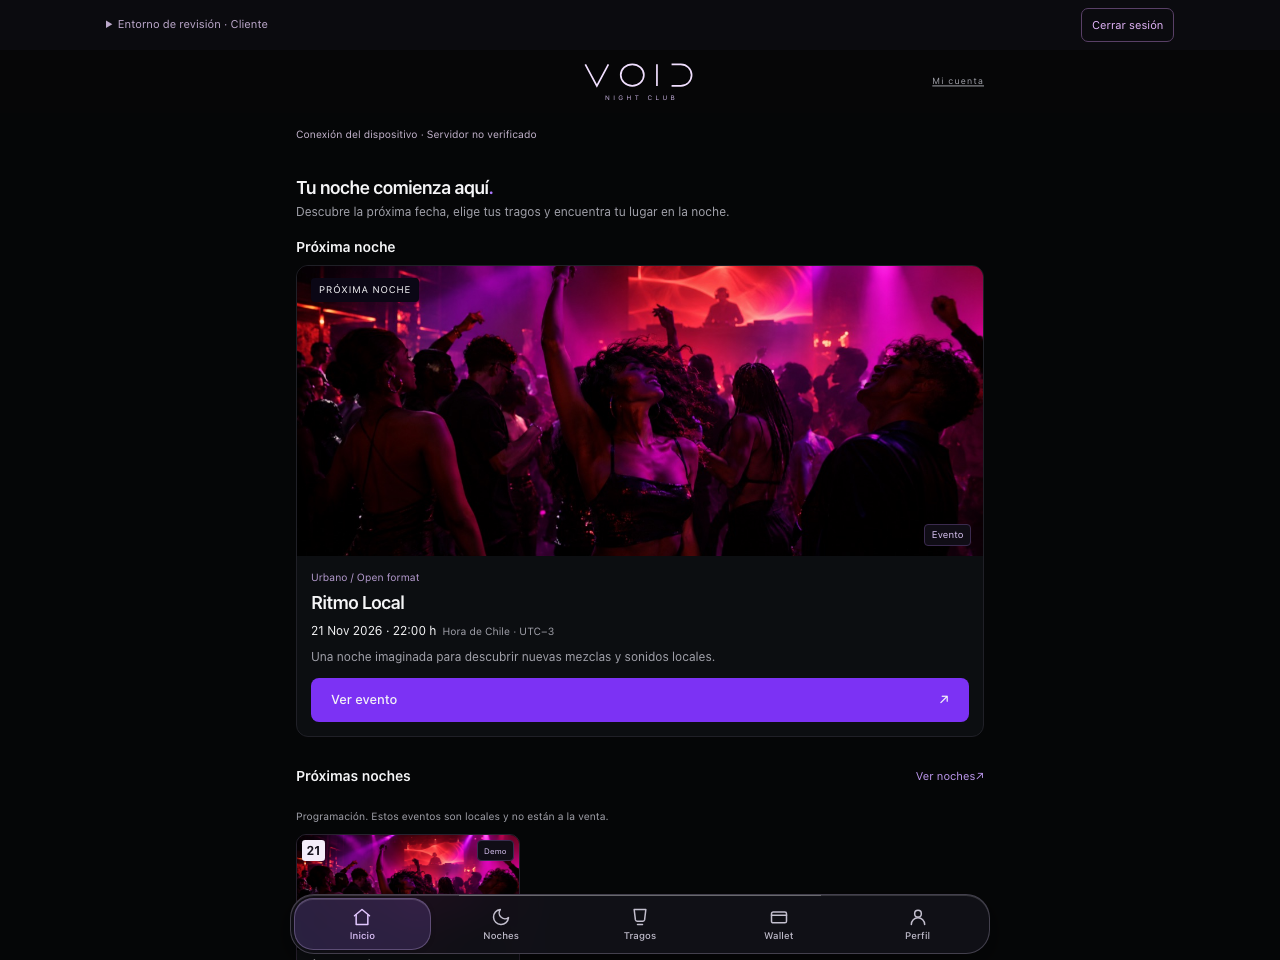 ▶ Entorno de revisión · Cliente
Cerrar sesión
VOID
NIGHT CLUB
Mi cuenta
Conexión del dispositivo · Servidor no verificado
Tu noche comienza aquí.
Descubre la próxima fecha, elige tus tragos y encuentra tu lugar en la noche.
Próxima noche
PRÓXIMA NOCHE
Evento
Urbano / Open format
Ritmo Local
21 Nov 2026 · 22:00 h Hora de Chile · UTC−3
Una noche imaginada para descubrir nuevas mezclas y sonidos locales.
Ver evento ↗
Próximas noches
Ver noches↗
Programación. Estos eventos son locales y no están a la venta.
21
Demo
Inicio
Noches
Tragos
Wallet
Perfil